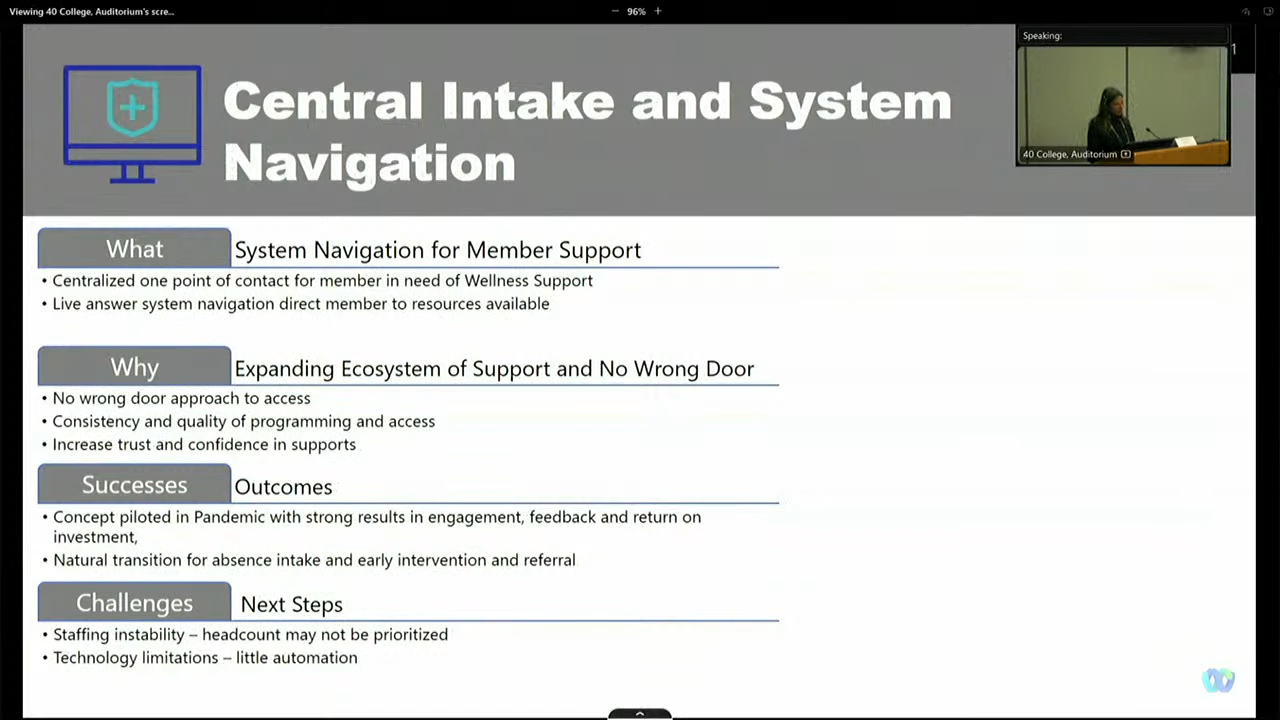 Viewing 40 College, Auditorium's scre...
96%
Speaking:
1
40 College, Auditorium
Central Intake and System
Navigation
What
System Navigation for Member Support
• Centralized one point of contact for member in need of Wellness Support
• Live answer system navigation direct member to resources available
Why
Expanding Ecosystem of Support and No Wrong Door
• No wrong door approach to access
• Consistency and quality of programming and access
• Increase trust and confidence in supports
Successes
Outcomes
• Concept piloted in Pandemic with strong results in engagement, feedback and return on
investment,
• Natural transition for absence intake and early intervention and referral
Challenges
Next Steps
• Staffing instability – headcount may not be prioritized
• Technology limitations – little automation